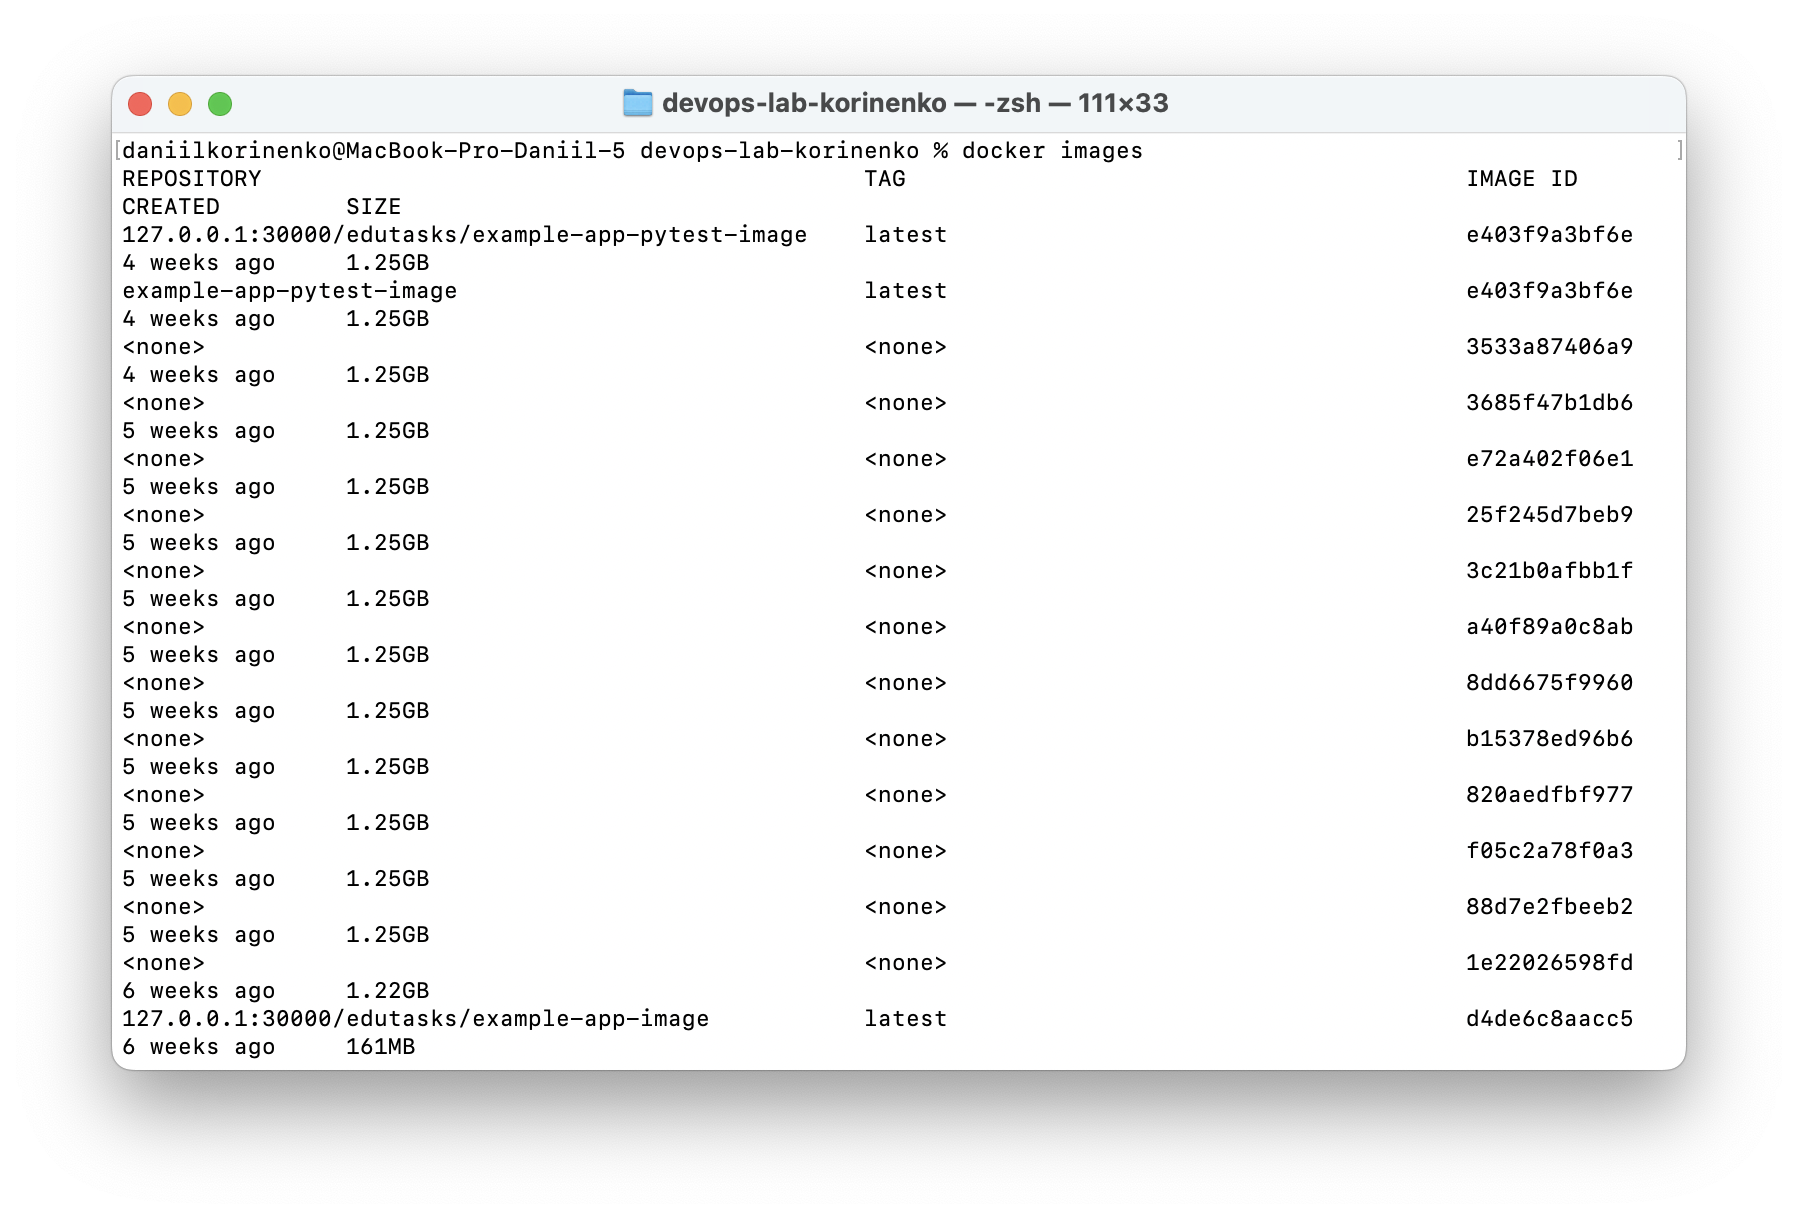 devops-lab-korinenko — -zsh — 111×33
[daniilkorinenko@MacBook-Pro-Daniil-5 devops-lab-korinenko % docker images ]
REPOSITORY TAG IMAGE ID
CREATED SIZE
127.0.0.1:30000/edutasks/example-app-pytest-image latest e403f9a3bf6e
4 weeks ago 1.25GB
example-app-pytest-image latest e403f9a3bf6e
4 weeks ago 1.25GB
<none> <none> 3533a87406a9
4 weeks ago 1.25GB
<none> <none> 3685f47b1db6
5 weeks ago 1.25GB
<none> <none> e72a402f06e1
5 weeks ago 1.25GB
<none> <none> 25f245d7beb9
5 weeks ago 1.25GB
<none> <none> 3c21b0afbb1f
5 weeks ago 1.25GB
<none> <none> a40f89a0c8ab
5 weeks ago 1.25GB
<none> <none> 8dd6675f9960
5 weeks ago 1.25GB
<none> <none> b15378ed96b6
5 weeks ago 1.25GB
<none> <none> 820aedfbf977
5 weeks ago 1.25GB
<none> <none> f05c2a78f0a3
5 weeks ago 1.25GB
<none> <none> 88d7e2fbeeb2
5 weeks ago 1.25GB
<none> <none> 1e22026598fd
6 weeks ago 1.22GB
127.0.0.1:30000/edutasks/example-app-image latest d4de6c8aacc5
6 weeks ago 161MB